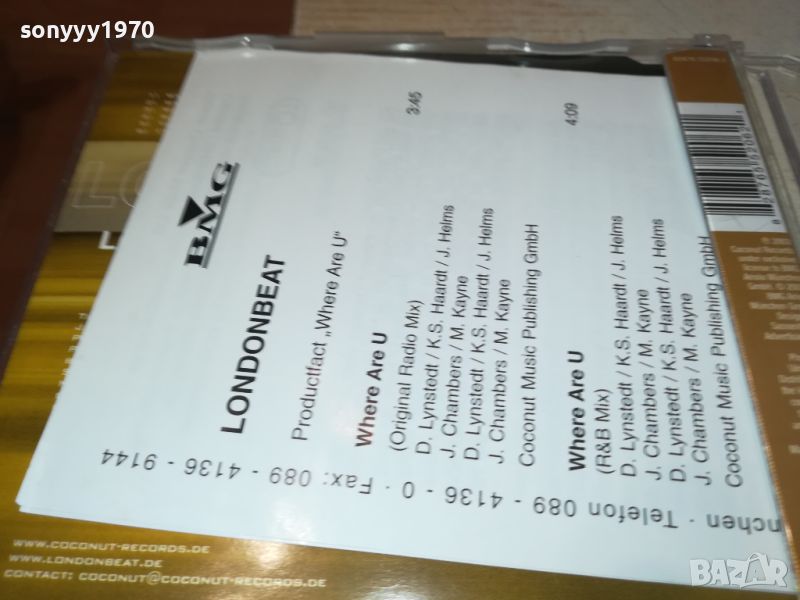 sonyyy1970
BMG
LONDONBEAT
Productfact „Where Are U“
Where Are U
3:45
(Original Radio Mix)
D. Lynstedt / K.S. Haardt / J. Helms
J. Chambers / M. Kayne
D. Lynstedt / K.S. Haardt / J. Helms
J. Chambers / M. Kayne
Coconut Music Publishing GmbH
Where Are U
4:09
(R&B Mix)
D. Lynstedt / K.S. Haardt / J. Helms
J. Chambers / M. Kayne
D. Lynstedt / K.S. Haardt / J. Helms
J. Chambers / M. Kayne
Coconut Music Publishing GmbH
nchen · Telefon 089 - 4136 - 0 · Fax: 089 - 4136 - 9144
WWW.COCONUT-RECORDS.DE
WWW.LONDONBEAT.DE
CONTACT: COCONUT@COCONUT-RECORDS.DE
BAZAR